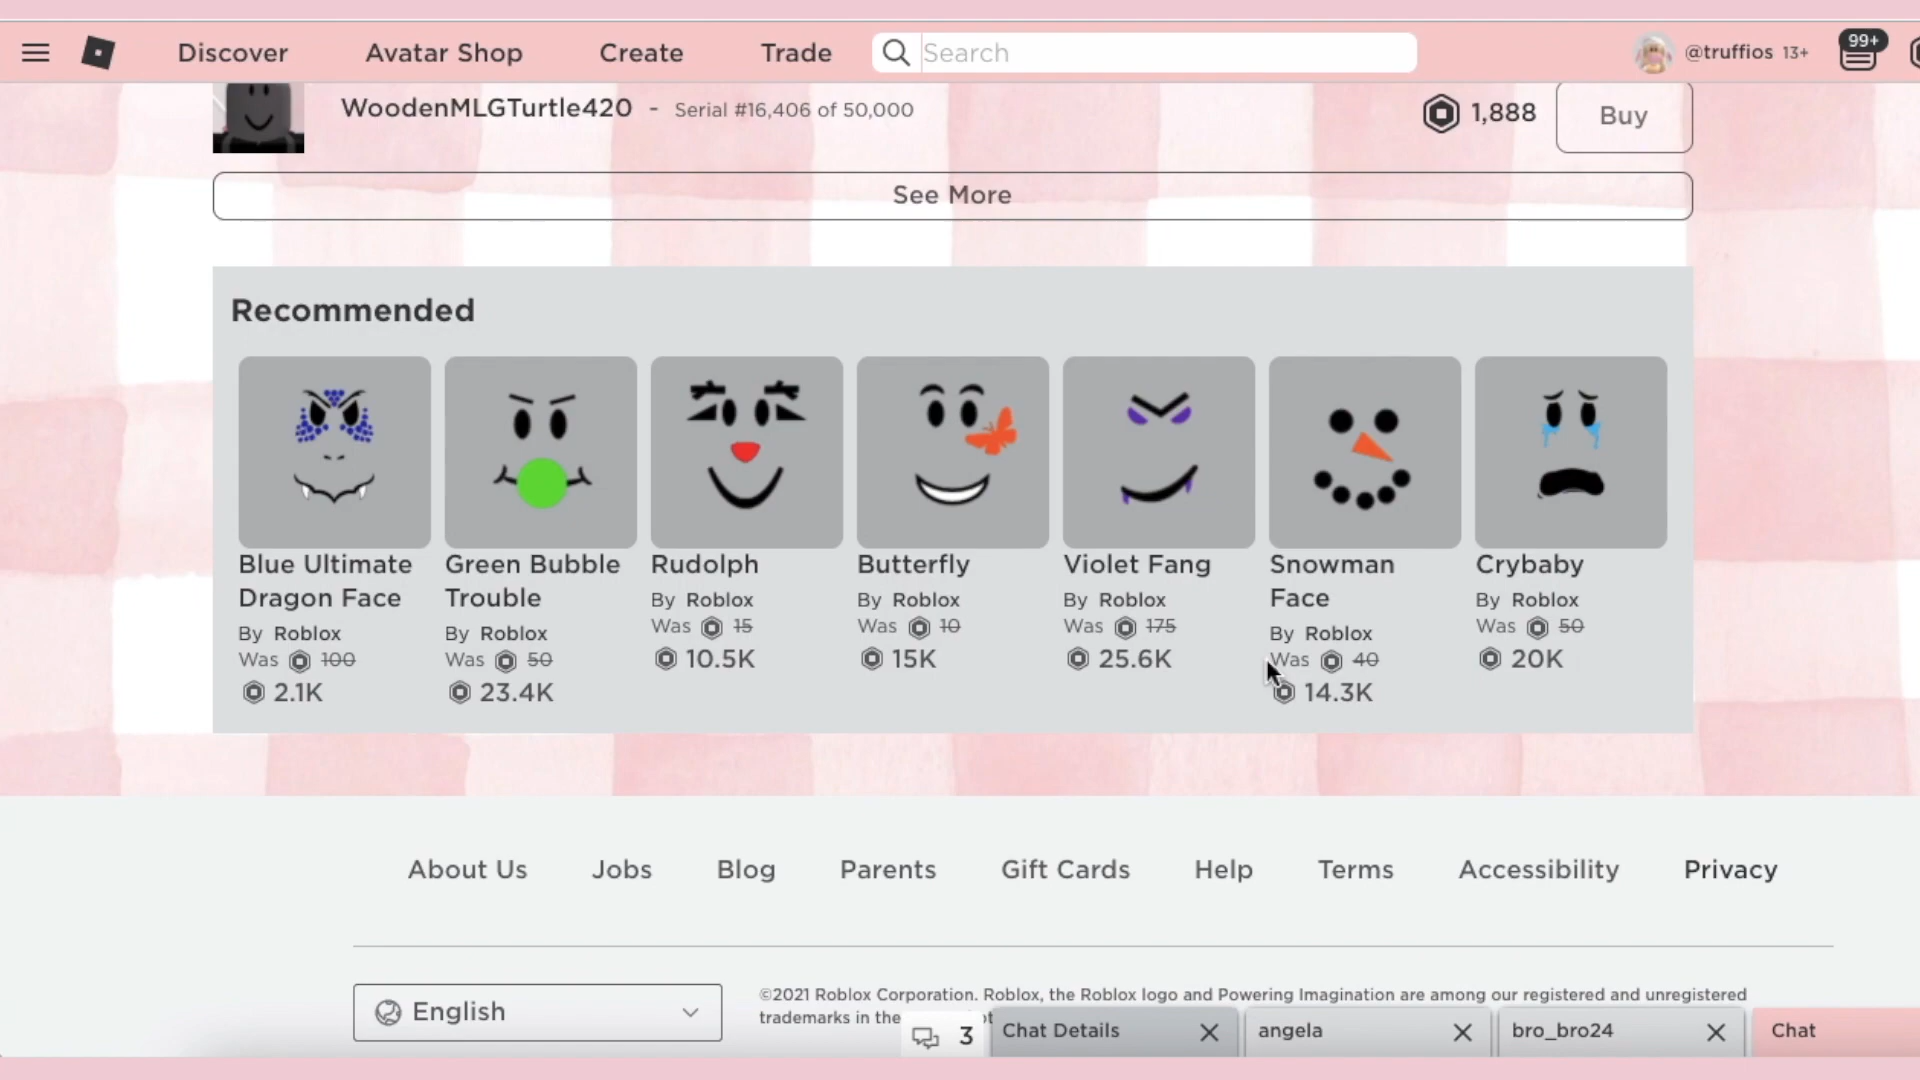 Discover Avatar Shop Create Trade Search @truffios 13+ 99+
WoodenMLGTurtle420 - Serial #16,406 of 50,000 1,888 Buy
See More
Recommended
Blue Ultimate
Dragon Face
By Roblox
Was 100
2.1K
Green Bubble
Trouble
By Roblox
Was 50
23.4K
Rudolph
By Roblox
Was 15
10.5K
Butterfly
By Roblox
Was 10
15K
Violet Fang
By Roblox
Was 175
25.6K
Snowman
Face
By Roblox
Was 40
14.3K
Crybaby
By Roblox
Was 50
20K
About Us Jobs Blog Parents Gift Cards Help Terms Accessibility Privacy
English
©2021 Roblox Corporation. Roblox, the Roblox logo and Powering Imagination are among our registered and unregistered
trademarks in the
3 Chat Details angela bro_bro24 Chat